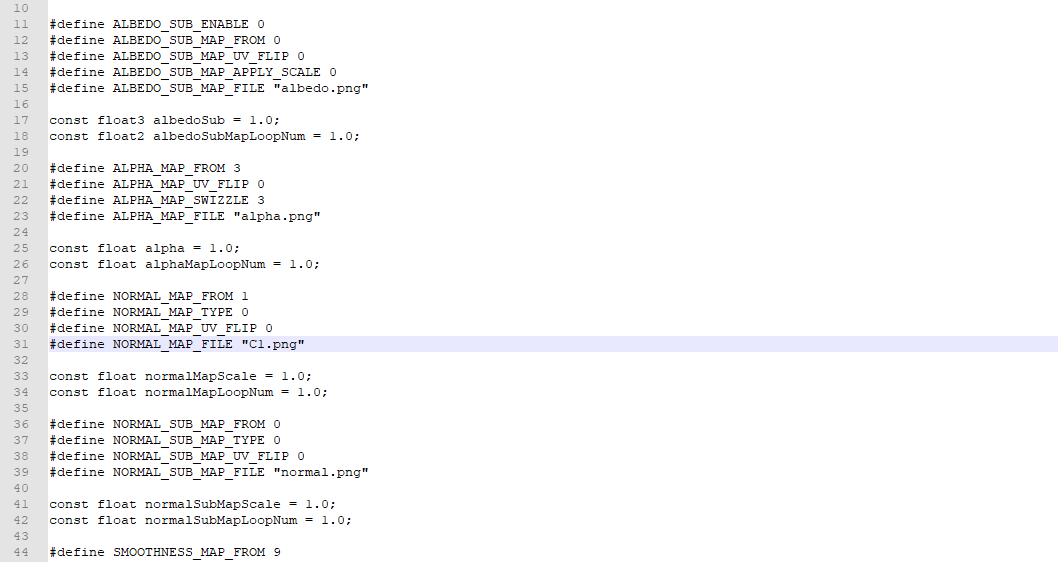 10
11 #define ALBEDO_SUB_ENABLE 0
12 #define ALBEDO_SUB_MAP_FROM 0
13 #define ALBEDO_SUB_MAP_UV_FLIP 0
14 #define ALBEDO_SUB_MAP_APPLY_SCALE 0
15 #define ALBEDO_SUB_MAP_FILE "albedo.png"
16
17 const float3 albedoSub = 1.0;
18 const float2 albedoSubMapLoopNum = 1.0;
19
20 #define ALPHA_MAP_FROM 3
21 #define ALPHA_MAP_UV_FLIP 0
22 #define ALPHA_MAP_SWIZZLE 3
23 #define ALPHA_MAP_FILE "alpha.png"
24
25 const float alpha = 1.0;
26 const float alphaMapLoopNum = 1.0;
27
28 #define NORMAL_MAP_FROM 1
29 #define NORMAL_MAP_TYPE 0
30 #define NORMAL_MAP_UV_FLIP 0
31 #define NORMAL_MAP_FILE "C1.png"
32
33 const float normalMapScale = 1.0;
34 const float normalMapLoopNum = 1.0;
35
36 #define NORMAL_SUB_MAP_FROM 0
37 #define NORMAL_SUB_MAP_TYPE 0
38 #define NORMAL_SUB_MAP_UV_FLIP 0
39 #define NORMAL_SUB_MAP_FILE "normal.png"
40
41 const float normalSubMapScale = 1.0;
42 const float normalSubMapLoopNum = 1.0;
43
44 #define SMOOTHNESS_MAP_FROM 9